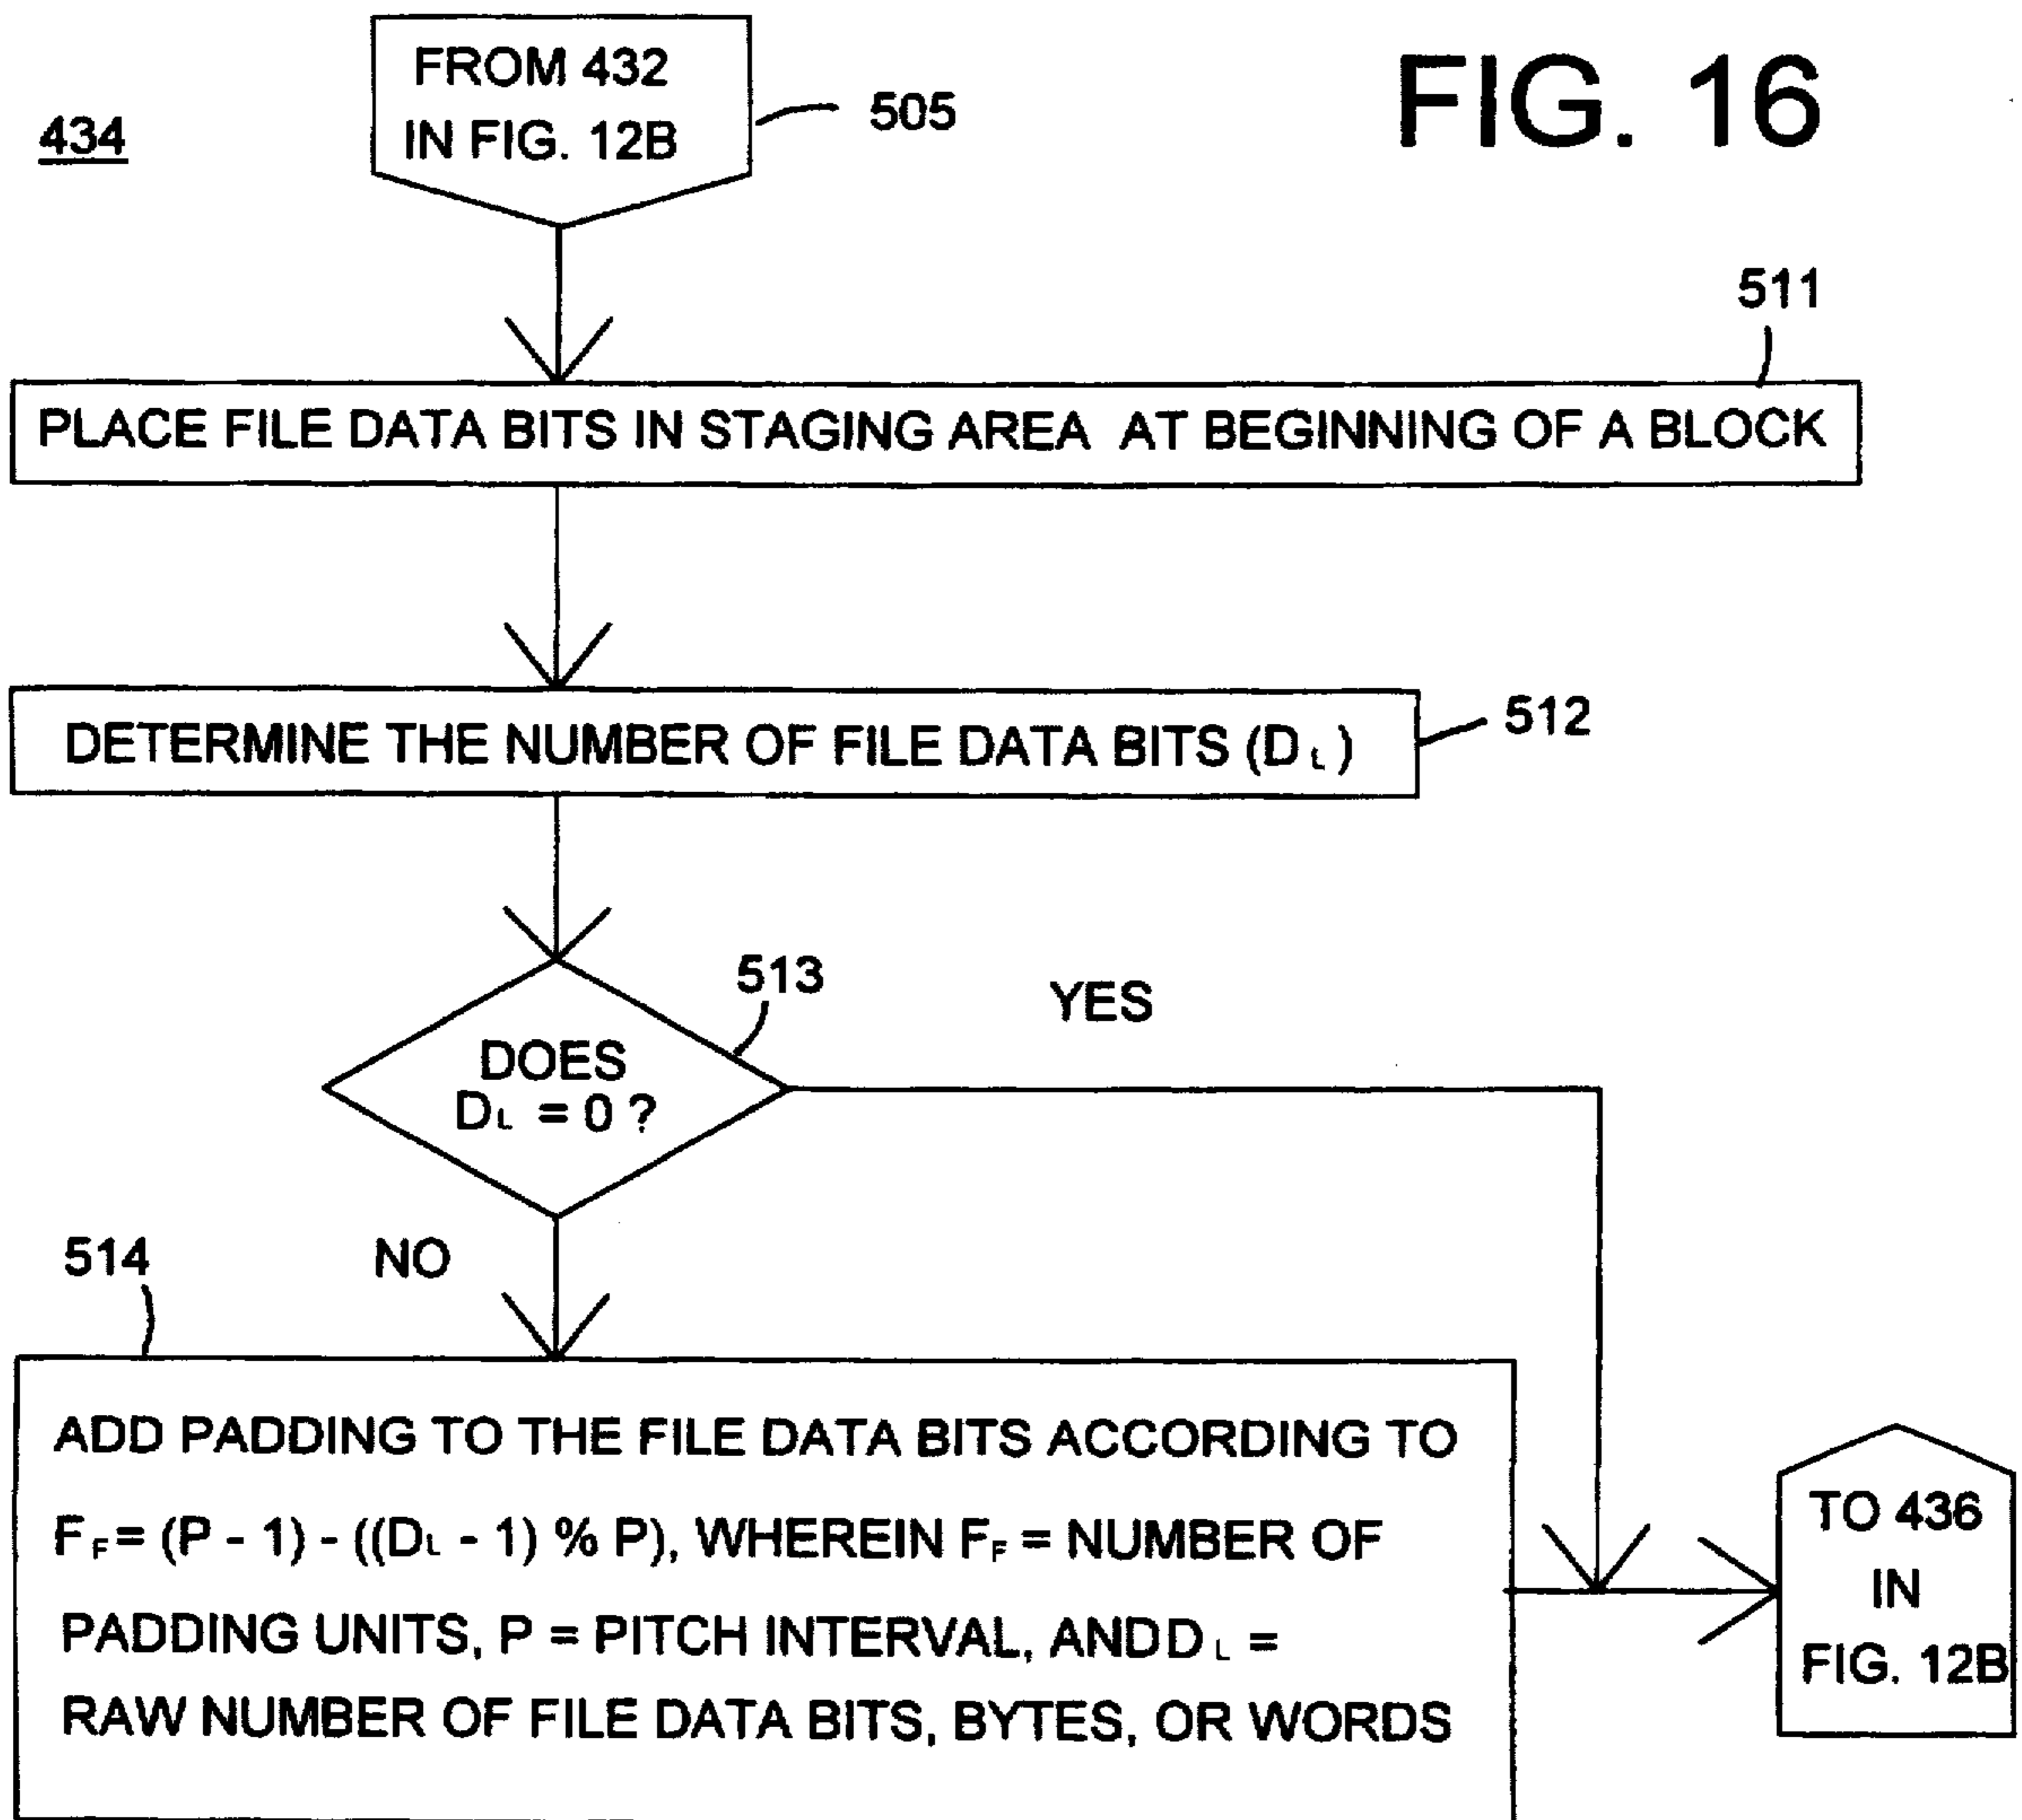 FIG. 16
434
FROM 432
IN FIG. 12B
505
511
PLACE FILE DATA BITS IN STAGING AREA AT BEGINNING OF A BLOCK
DETERMINE THE NUMBER OF FILE DATA BITS (DL)
512
513
DOES
DL = 0 ?
YES
NO
514
ADD PADDING TO THE FILE DATA BITS ACCORDING TO
FF = (P - 1) - ((DL - 1) % P), WHEREIN FF = NUMBER OF
PADDING UNITS, P = PITCH INTERVAL, AND DL =
RAW NUMBER OF FILE DATA BITS, BYTES, OR WORDS
TO 436
IN
FIG. 12B